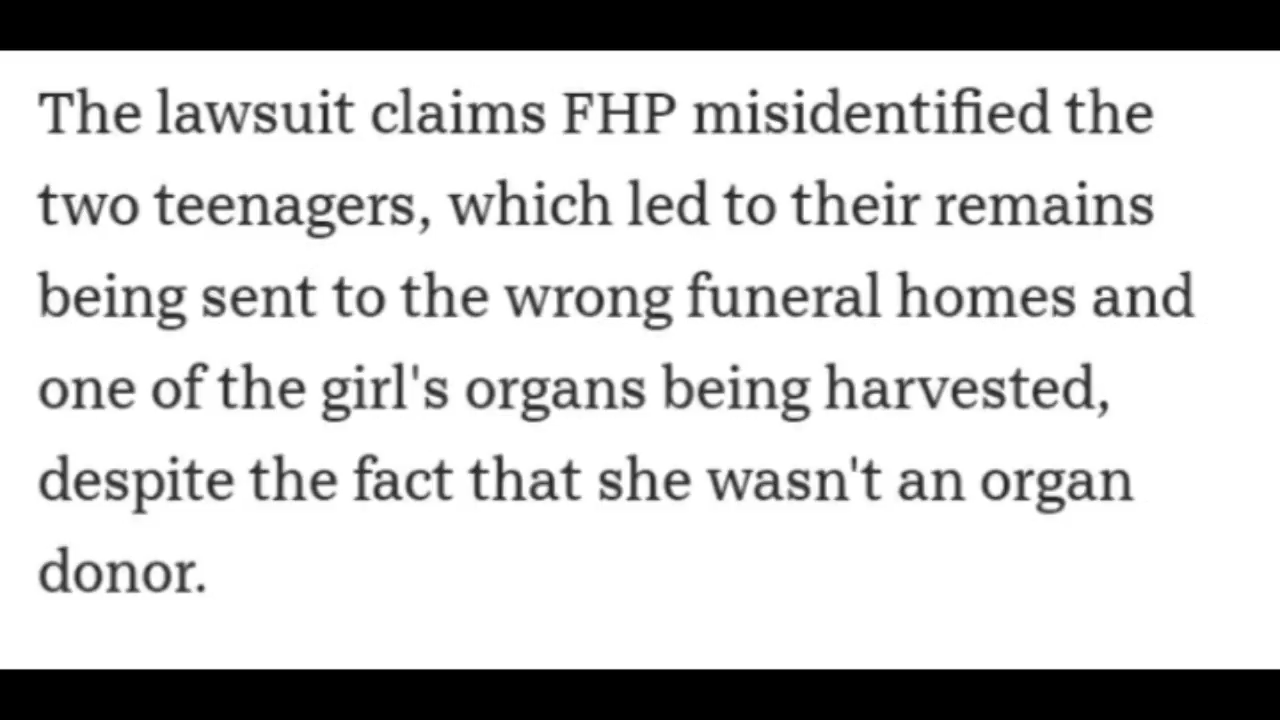 The lawsuit claims FHP misidentified the
two teenagers, which led to their remains
being sent to the wrong funeral homes and
one of the girl's organs being harvested,
despite the fact that she wasn't an organ
donor.